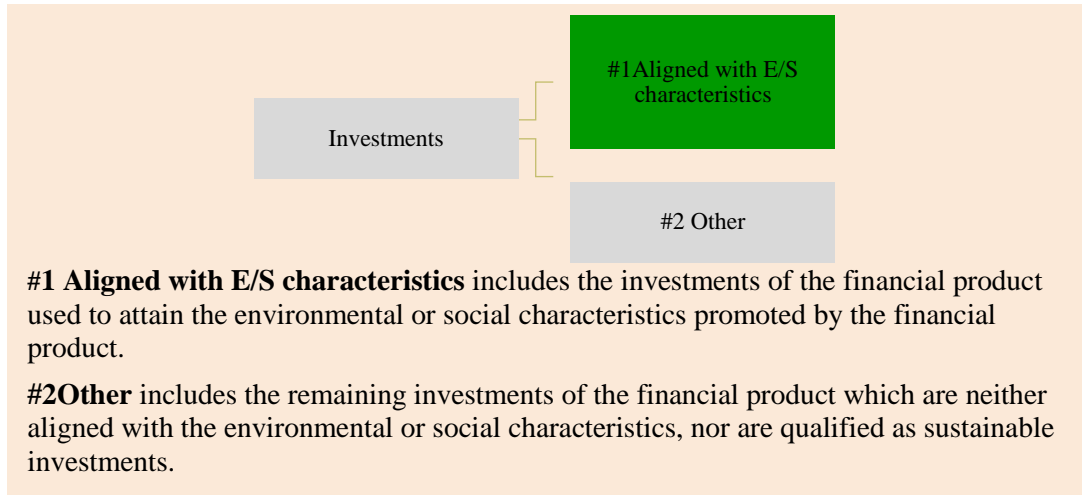 #1Aligned with E/S
characteristics
Investments
#2 Other
#1 Aligned with E/S characteristics includes the investments of the financial product
used to attain the environmental or social characteristics promoted by the financial
product.
#2Other includes the remaining investments of the financial product which are neither
aligned with the environmental or social characteristics, nor are qualified as sustainable
investments.